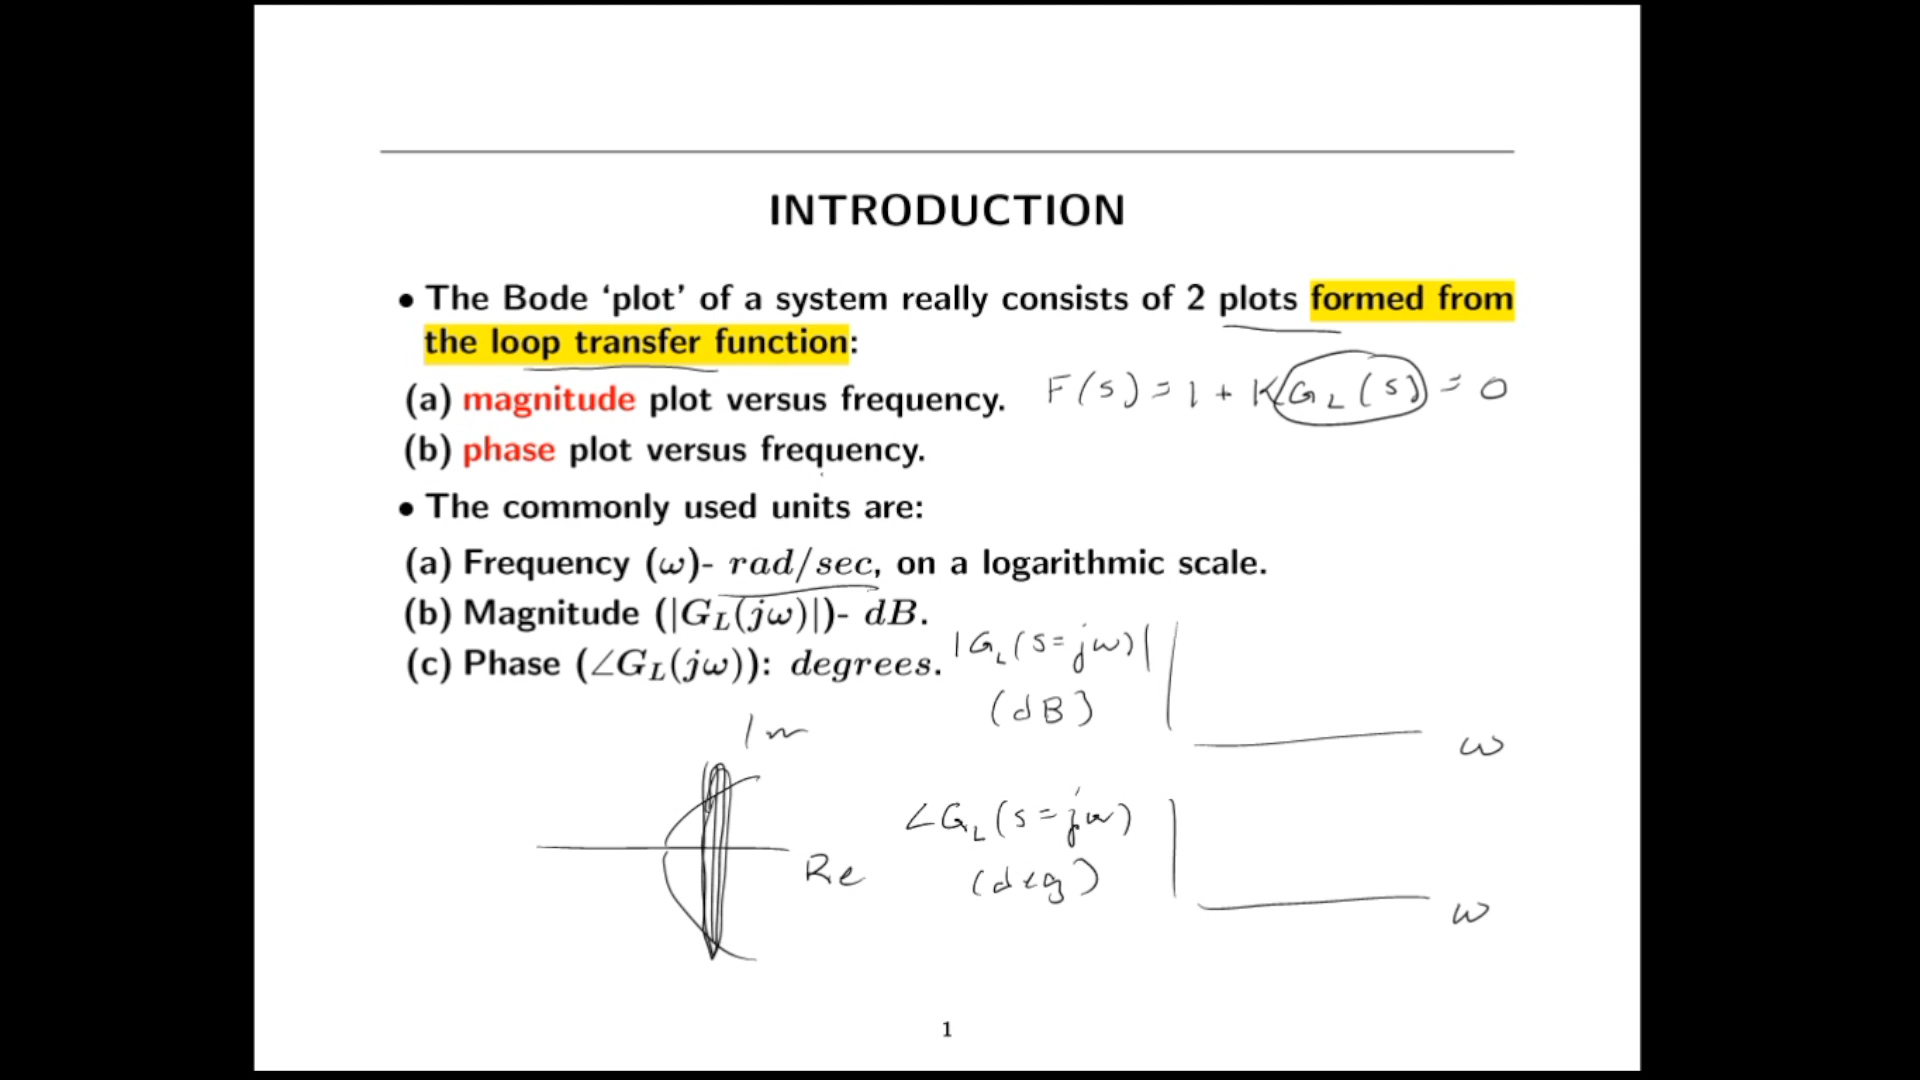 INTRODUCTION
• The Bode ‘plot’ of a system really consists of 2 plots formed from
the loop transfer function:
(a) magnitude plot versus frequency.
F(s) = 1 + KG_L(s) = 0
(b) phase plot versus frequency.
• The commonly used units are:
(a) Frequency (ω)- rad/sec, on a logarithmic scale.
(b) Magnitude (|G_L(jω)|)- dB.
(c) Phase (∠G_L(jω)): degrees.
|G_L(s=jω)|
(dB)
Im
ω
∠G_L(s=jω)
Re
(deg)
ω
1